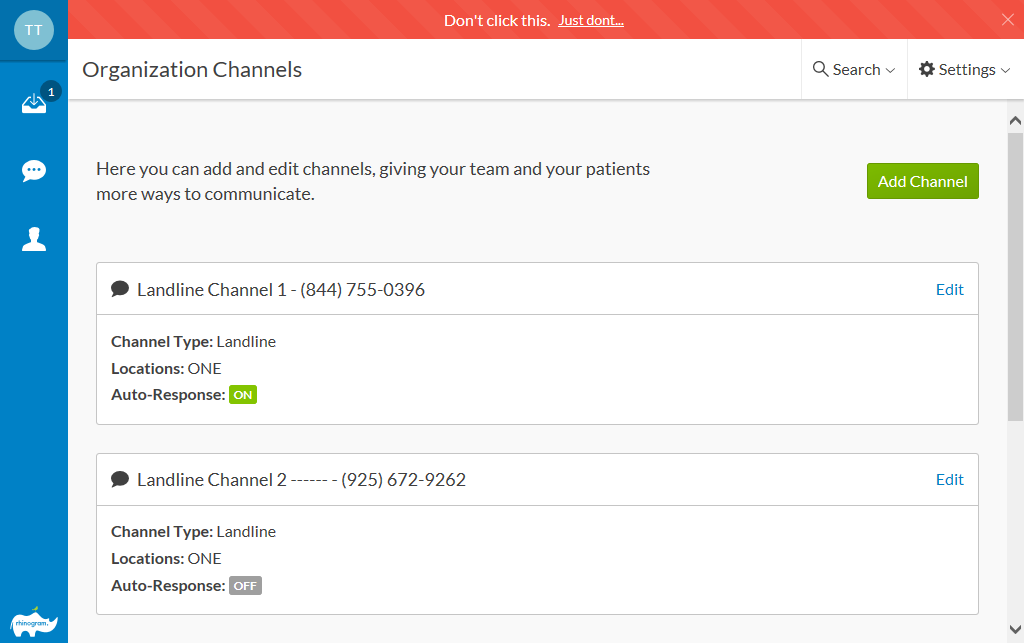 TT
Don't click this. Just dont...
Organization Channels
Search
Settings
1
Here you can add and edit channels, giving your team and your patients
more ways to communicate.
Add Channel
Landline Channel 1 - (844) 755-0396
Edit
Channel Type: Landline
Locations: ONE
Auto-Response: ON
Landline Channel 2 ------ - (925) 672-9262
Edit
Channel Type: Landline
Locations: ONE
Auto-Response: OFF
rhinogram